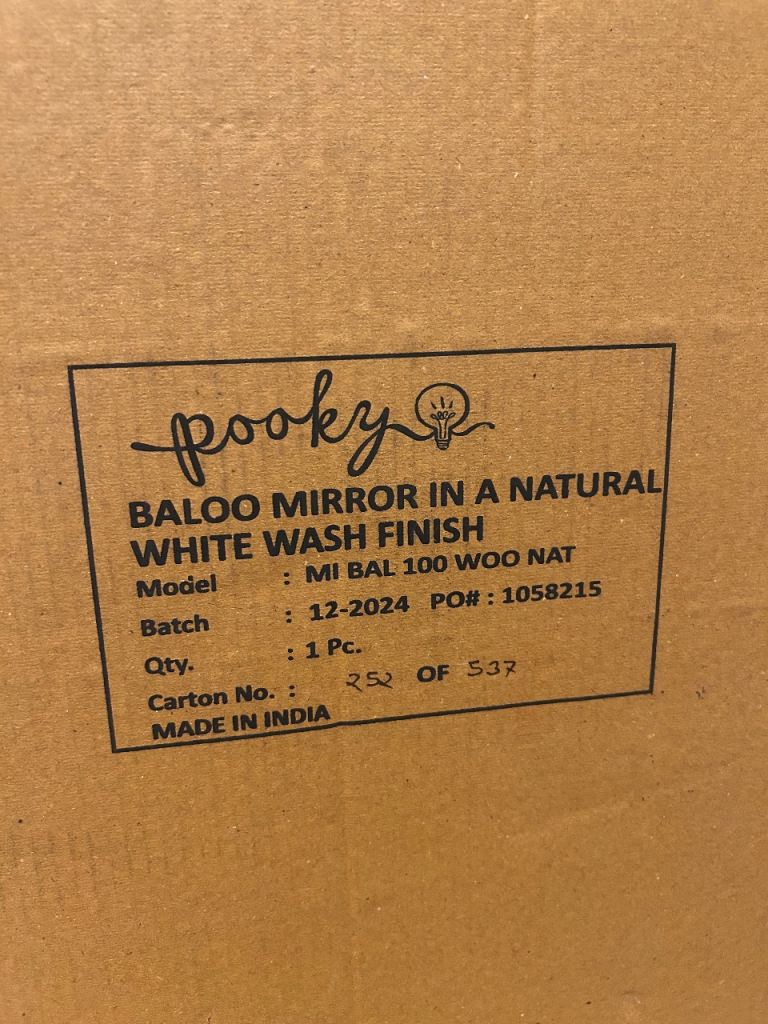 pooky
BALOO MIRROR IN A NATURAL
WHITE WASH FINISH
Model : MI BAL 100 WOO NAT
Batch : 12-2024 PO# : 1058215
Qty. : 1 Pc.
Carton No. : 252 OF 537
MADE IN INDIA